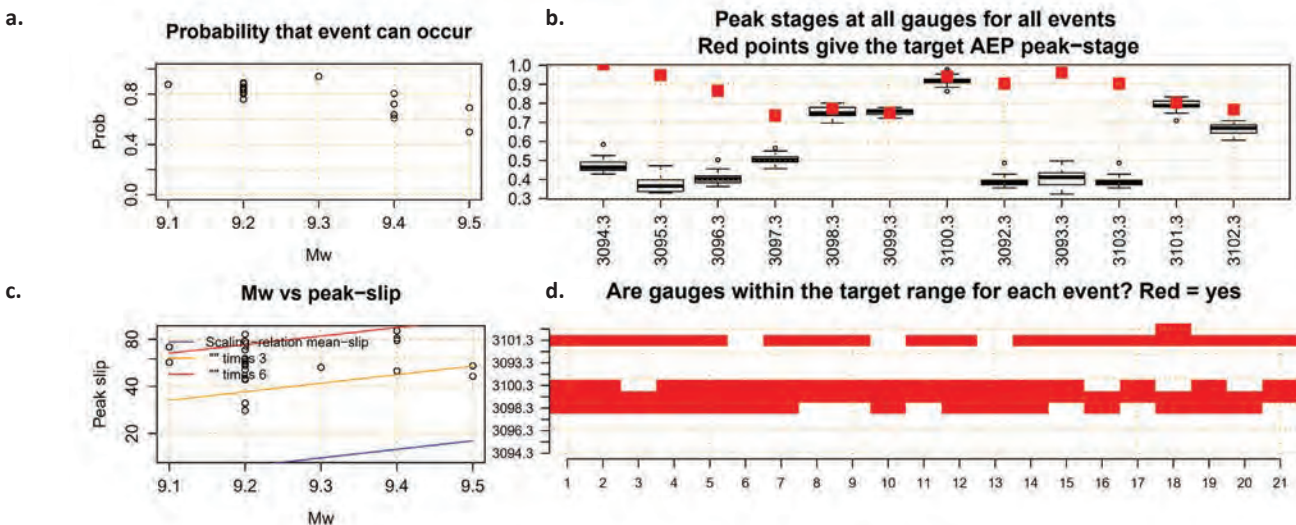 a.
Probability that event can occur
Prob
0.0
0.4
0.8
9.1 9.2 9.3 9.4 9.5
Mw
b.
Peak stages at all gauges for all events
Red points give the target AEP peak−stage
1.0
0.9
0.8
0.7
0.6
0.5
0.4
0.3
3094.3 3095.3 3096.3 3097.3 3098.3 3099.3 3100.3 3092.3 3093.3 3103.3 3101.3 3102.3
c.
Mw vs peak−slip
Peak slip
80
40
20
Scaling−relation mean−slip
"" times 3
"" times 6
9.1 9.2 9.3 9.4 9.5
Mw
d.
Are gauges within the target range for each event? Red = yes
3101.3
3093.3
3100.3
3098.3
3096.3
3094.3
1 2 3 4 5 6 7 8 9 10 11 12 13 14 15 16 17 18 19 20 21